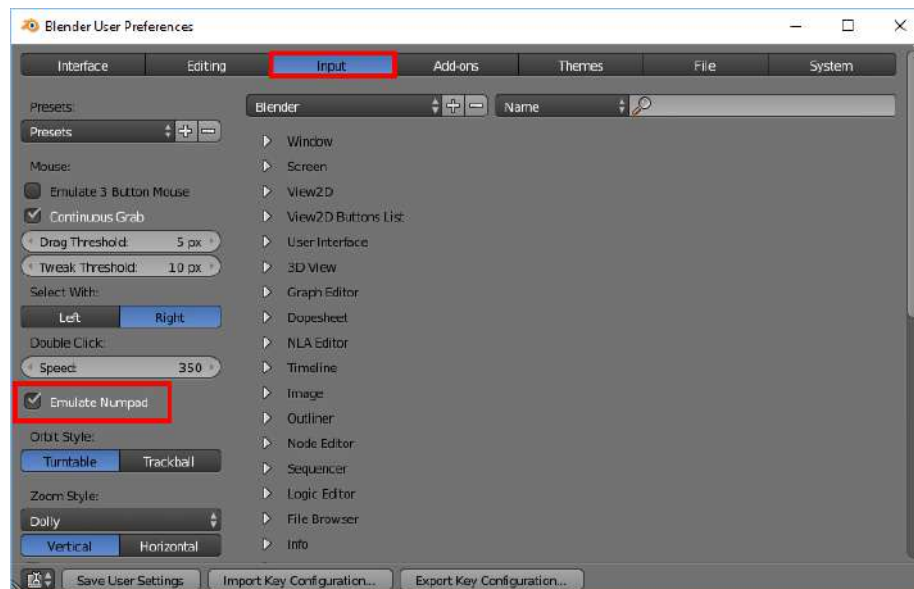 Blender User Preferences
Interface Editing Input Add-ons Themes File System
Presets:
Presets
Mouse:
Emulate 3 Button Mouse
Continuous Grab
Drag Threshold: 5 px
Tweak Threshold: 10 px
Select With:
Left Right
Double Click:
Speed: 350
Emulate Numpad
Orbit Style:
Turntable Trackball
Zoom Style:
Dolly
Vertical Horizontal
Blender Name
Window
Screen
View2D
View2D Buttons List
User Interface
3D View
Graph Editor
Dopesheet
NLA Editor
Timeline
Image
Outliner
Node Editor
Sequencer
Logic Editor
File Browser
Info
Save User Settings Import Key Configuration... Export Key Configuration...